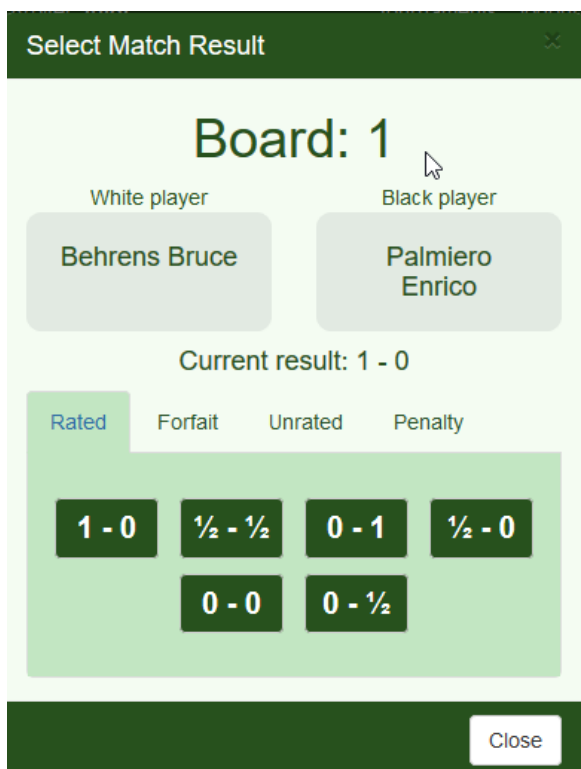 Select Match Result
×
Board: 1
White player
Black player
Behrens Bruce
Palmiero
Enrico
Current result: 1 - 0
Rated Forfait Unrated Penalty
1 - 0 ½ - ½ 0 - 1 ½ - 0
0 - 0 0 - ½
Close